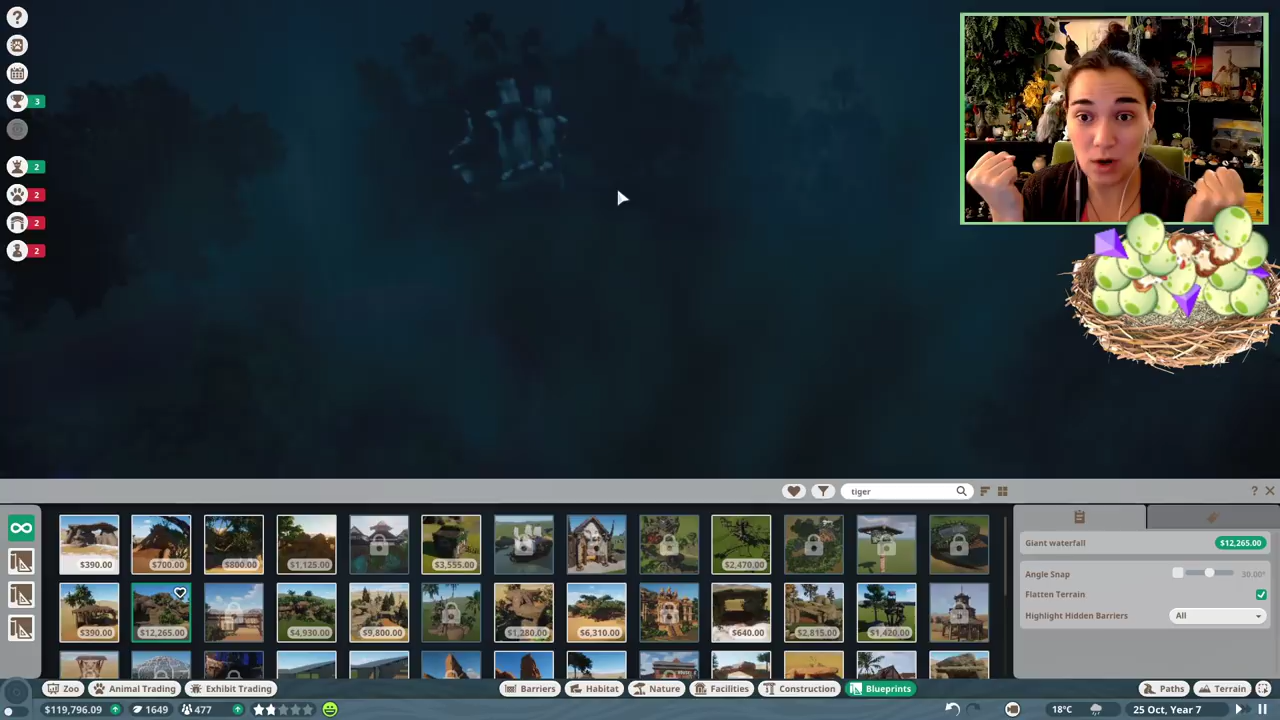 ?
3
2
2
2
2
tiger
?
$390.00 $700.00 $800.00 $1,125.00 $3,555.00 $2,470.00
Giant waterfall $12,265.00
Angle Snap 30.00°
Flatten Terrain
Highlight Hidden Barriers All
$390.00 $12,265.00 $4,930.00 $9,800.00 $1,280.00 $6,310.00 $640.00 $2,815.00 $1,420.00
Zoo Animal Trading Exhibit Trading Barriers Habitat Nature Facilities Construction Blueprints Paths Terrain
$119,796.09 1649 477 18°C 25 Oct, Year 7